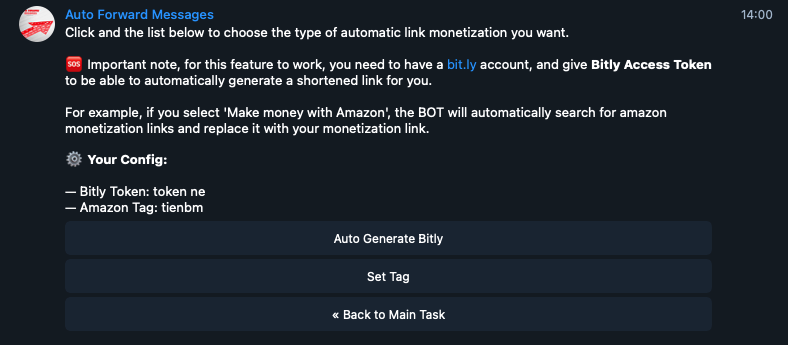 Auto Forward Messages
14:00
Click and the list below to choose the type of automatic link monetization you want.
🆘 Important note, for this feature to work, you need to have a bit.ly account, and give Bitly Access Token
to be able to automatically generate a shortened link for you.
For example, if you select 'Make money with Amazon', the BOT will automatically search for amazon
monetization links and replace it with your monetization link.
⚙️ Your Config:
— Bitly Token: token ne
— Amazon Tag: tienbm
Auto Generate Bitly
Set Tag
« Back to Main Task